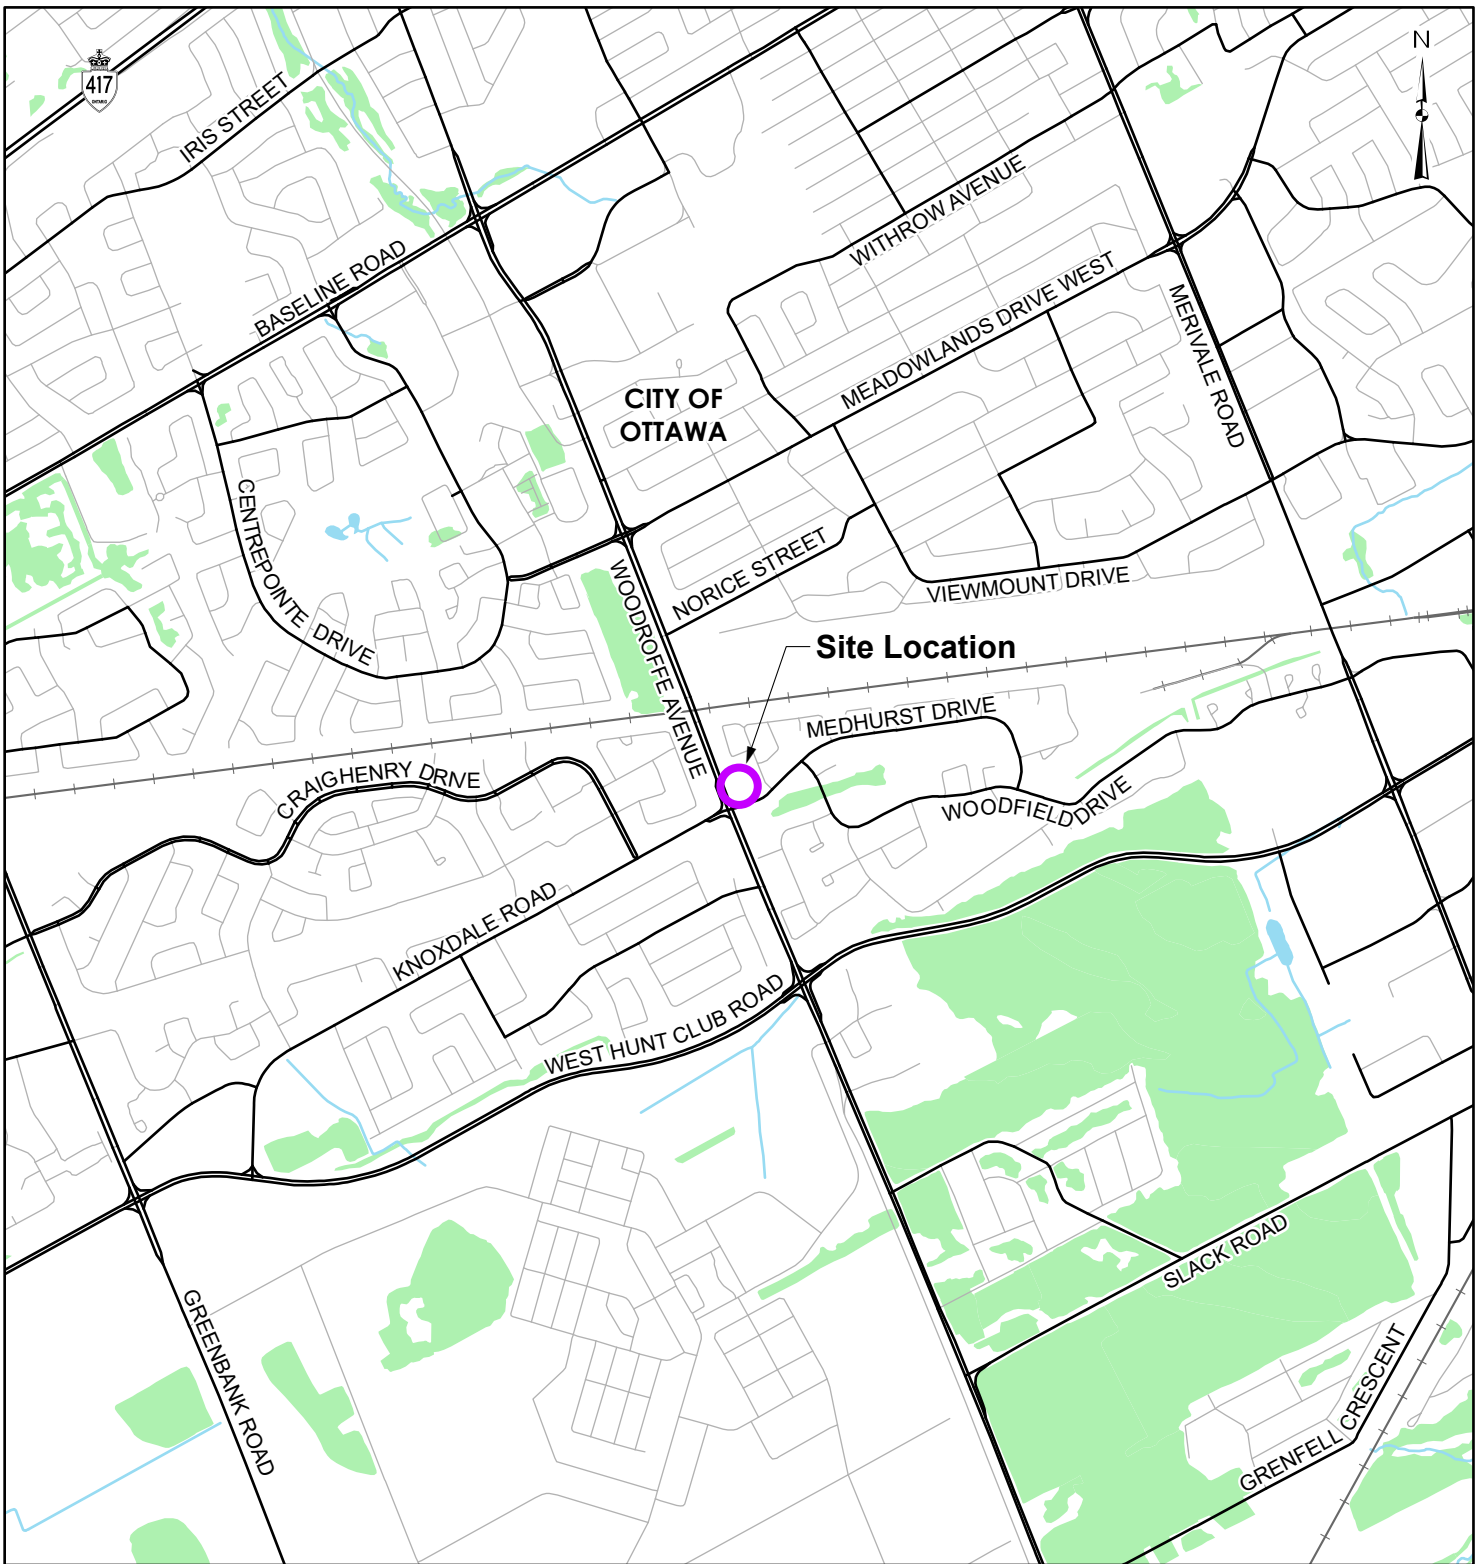 N
417
ONTARIO
IRIS STREET
WITHROW AVENUE
BASELINE ROAD
MEADOWLANDS DRIVE WEST
MERIVALE ROAD
CITY OF
OTTAWA
CENTREPOINTE DRIVE
NORICE STREET
VIEWMOUNT DRIVE
WOODROFFE AVENUE
Site Location
MEDHURST DRIVE
CRAIGHENRY DRIVE
WOODFIELD DRIVE
KNOXDALE ROAD
WEST HUNT CLUB ROAD
SLACK ROAD
GREENBANK ROAD
GRENFELL CRESCENT